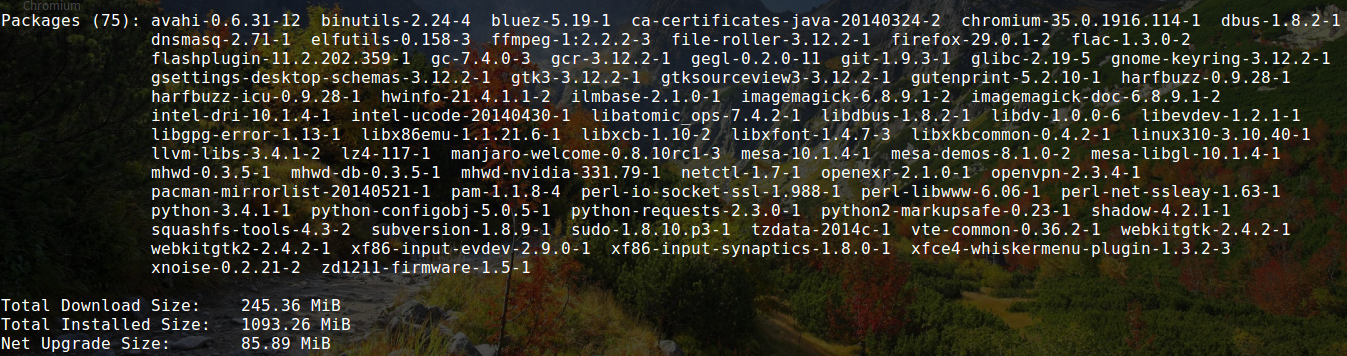 Chromium
Packages (75): avahi-0.6.31-12 binutils-2.24-4 bluez-5.19-1 ca-certificates-java-20140324-2 chromium-35.0.1916.114-1 dbus-1.8.2-1
dnsmasq-2.71-1 elfutils-0.158-3 ffmpeg-1:2.2.2-3 file-roller-3.12.2-1 firefox-29.0.1-2 flac-1.3.0-2
flashplugin-11.2.202.359-1 gc-7.4.0-3 gcr-3.12.2-1 gegl-0.2.0-11 git-1.9.3-1 glibc-2.19-5 gnome-keyring-3.12.2-1
gsettings-desktop-schemas-3.12.2-1 gtk3-3.12.2-1 gtksourceview3-3.12.2-1 gutenprint-5.2.10-1 harfbuzz-0.9.28-1
harfbuzz-icu-0.9.28-1 hwinfo-21.4.1.1-2 ilmbase-2.1.0-1 imagemagick-6.8.9.1-2 imagemagick-doc-6.8.9.1-2
intel-dri-10.1.4-1 intel-ucode-20140430-1 libatomic_ops-7.4.2-1 libdbus-1.8.2-1 libdv-1.0.0-6 libevdev-1.2.1-1
libgpg-error-1.13-1 libx86emu-1.1.21.6-1 libxcb-1.10-2 libxfont-1.4.7-3 libxkbcommon-0.4.2-1 linux310-3.10.40-1
llvm-libs-3.4.1-2 lz4-117-1 manjaro-welcome-0.8.10rc1-3 mesa-10.1.4-1 mesa-demos-8.1.0-2 mesa-libgl-10.1.4-1
mhwd-0.3.5-1 mhwd-db-0.3.5-1 mhwd-nvidia-331.79-1 netctl-1.7-1 openexr-2.1.0-1 openvpn-2.3.4-1
pacman-mirrorlist-20140521-1 pam-1.1.8-4 perl-io-socket-ssl-1.988-1 perl-libwww-6.06-1 perl-net-ssleay-1.63-1
python-3.4.1-1 python-configobj-5.0.5-1 python-requests-2.3.0-1 python2-markupsafe-0.23-1 shadow-4.2.1-1
squashfs-tools-4.3-2 subversion-1.8.9-1 sudo-1.8.10.p3-1 tzdata-2014c-1 vte-common-0.36.2-1 webkitgtk-2.4.2-1
webkitgtk2-2.4.2-1 xf86-input-evdev-2.9.0-1 xf86-input-synaptics-1.8.0-1 xfce4-whiskermenu-plugin-1.3.2-3
xnoise-0.2.21-2 zd1211-firmware-1.5-1
Total Download Size: 245.36 MiB
Total Installed Size: 1093.26 MiB
Net Upgrade Size: 85.89 MiB